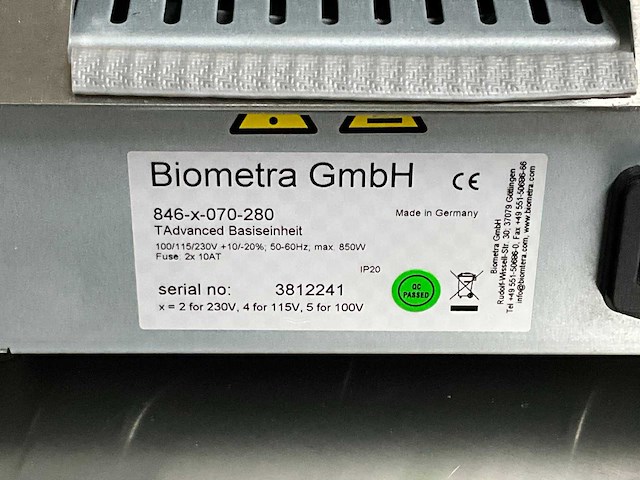 Biometra GmbH
CE
846-x-070-280
Made in Germany
TAdvanced Basiseinheit
100/115/230V +10/-20%; 50-60Hz; max. 850W
Fuse: 2x 10AT
IP20
serial no: 3812241
x = 2 for 230V, 4 for 115V, 5 for 100V
QC
PASSED
Biometra GmbH
Rudolf-Wissell-Str. 30; 37079 Göttingen
Tel +49 551-50686-0, Fax +49 551-50686-66
info@biomtera.com, www.biometra.com